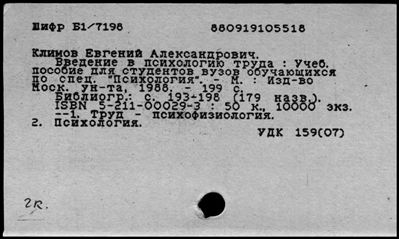 Шифр Б1/7198 880919105518
Климов Евгений Александрович.
Введение в психологию труда : Учеб.
пособие для студентов вузов обучающихся
по спец. "Психология". - М. : Изд-во
Моск. ун-та, 1988. - 199 с.
Библиогр.: с. 193-198 (179 назв.).
ISBN 5-211-00029-3 : 50 к., 10000 экз.
--1. Труд - психофизиология.
2. Психология.
УДК 159(07)
2к.